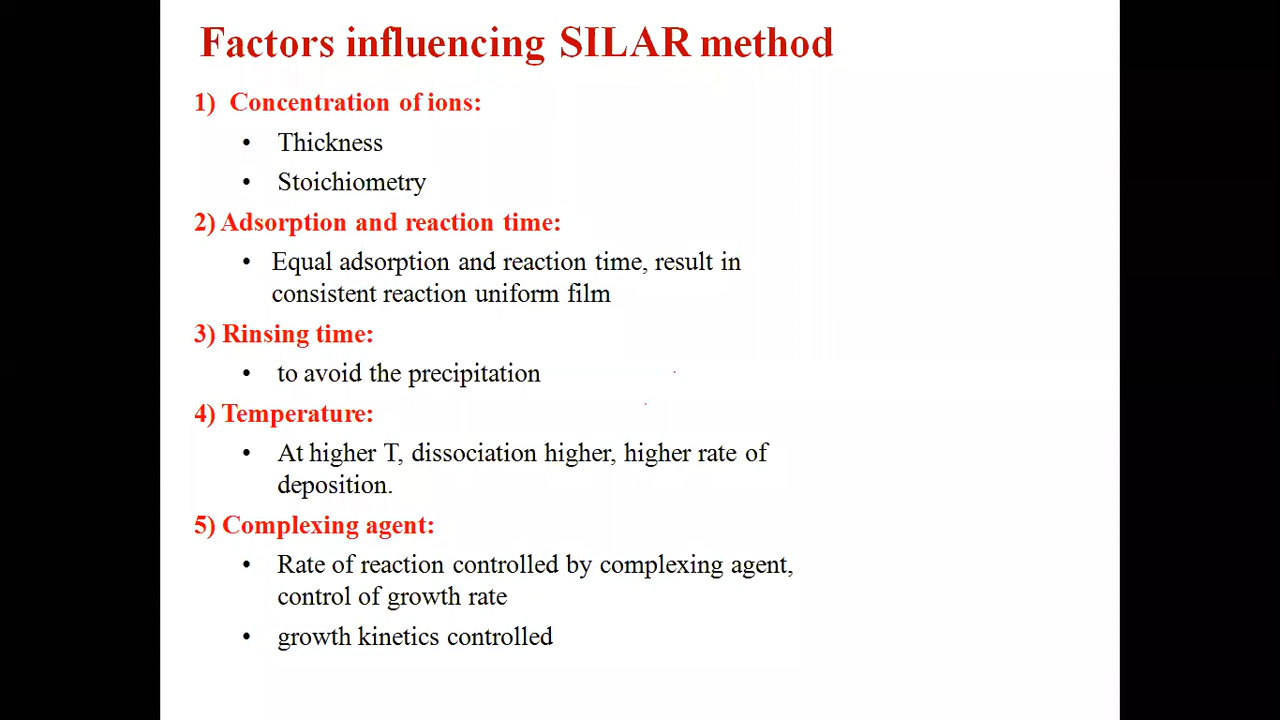 Factors influencing SILAR method
1) Concentration of ions:
• Thickness
• Stoichiometry
2) Adsorption and reaction time:
• Equal adsorption and reaction time, result in
consistent reaction uniform film
3) Rinsing time:
• to avoid the precipitation
4) Temperature:
• At higher T, dissociation higher, higher rate of
deposition.
5) Complexing agent:
• Rate of reaction controlled by complexing agent,
control of growth rate
• growth kinetics controlled